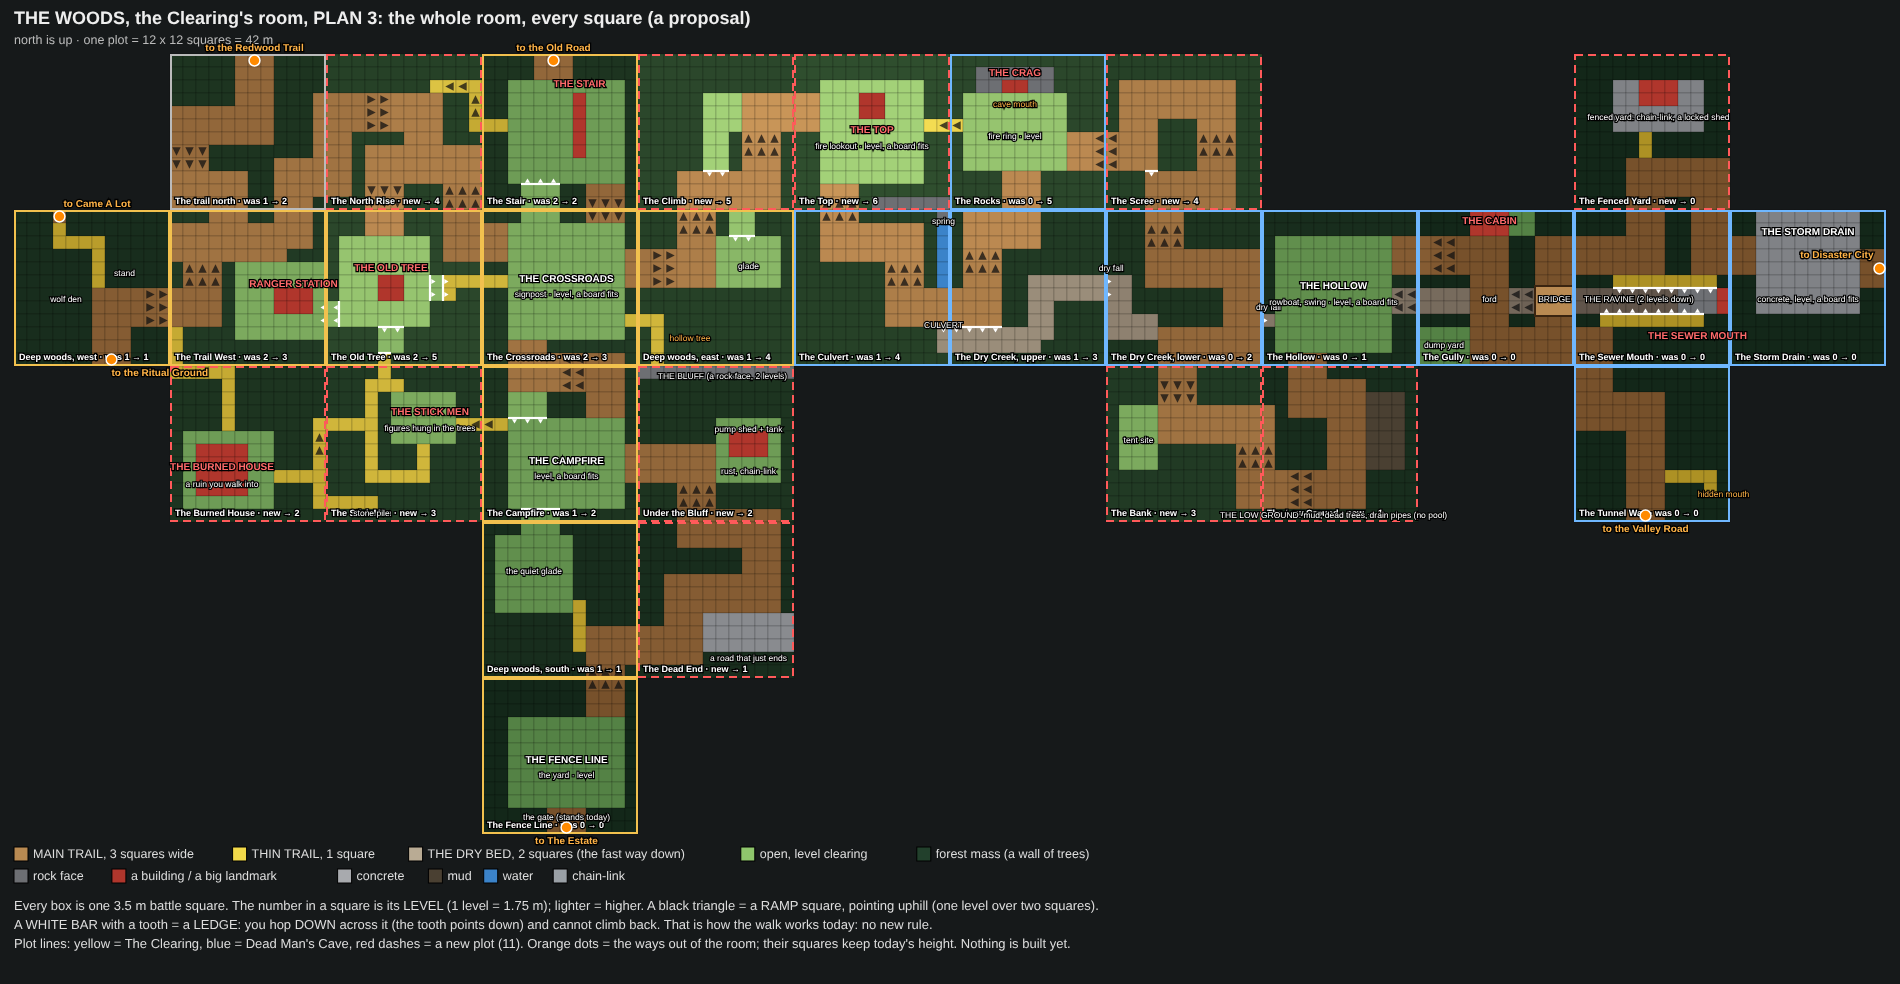 THE WOODS, the Clearing's room, PLAN 3: the whole room, every square (a proposal)
north is up · one plot = 12 x 12 squares = 42 m
to the Redwood Trail
to the Old Road
THE STAIR
THE TOP
fire lookout · level, a board fits
THE CRAG
cave mouth
fire ring · level
fenced yard: chain-link, a locked shed
The trail north · was 1 → 2
The North Rise · new → 4
The Stair · was 2 → 2
The Climb · new → 5
The Top · new → 6
The Rocks · was 0 → 5
The Scree · new → 4
The Fenced Yard · new → 0
to Came A Lot
stand
wolf den
RANGER STATION
THE OLD TREE
THE CROSSROADS
signpost · level, a board fits
glade
hollow tree
spring
CULVERT
dry fall
dry fall
THE HOLLOW
rowboat, swing · level, a board fits
THE CABIN
ford
BRIDGE
dump yard
THE RAVINE (2 levels down)
THE SEWER MOUTH
THE STORM DRAIN
to Disaster City
concrete, level, a board fits
The Trail West · was 2 → 3
The Old Tree · was 2 → 5
The Crossroads · was 2 → 3
Deep woods, east · was 1 → 4
The Culvert · was 1 → 4
The Dry Creek, upper · was 1 → 3
The Dry Creek, lower · was 0 → 2
The Hollow · was 0 → 1
The Gully · was 0 → 0
The Sewer Mouth · was 0 → 0
The Storm Drain · was 0 → 0
to the Ritual Ground
THE BURNED HOUSE
a ruin you walk into
THE STICK MEN
figures hung in the trees
THE CAMPFIRE
level, a board fits
THE BLUFF (a rock face, 2 levels)
pump shed + tank
rust, chain-link
tent site
THE LOW GROUND: mud, dead trees, drain pipes (no pool)
hidden mouth
The Burned House · new → 2
The Campfire · was 1 → 2
Under the Bluff · new → 2
The Bank · new → 3
to the Valley Road
the quiet glade
a road that just ends
Deep woods, south · was 1 → 1
The Dead End · new → 1
THE FENCE LINE
the yard · level
the gate (stands today)
to The Estate
MAIN TRAIL, 3 squares wide
THIN TRAIL, 1 square
THE DRY BED, 2 squares (the fast way down)
open, level clearing
forest mass (a wall of trees)
rock face
a building / a big landmark
concrete
mud
water
chain-link
Every box is one 3.5 m battle square. The number in a square is its LEVEL (1 level = 1.75 m); lighter = higher. A black triangle = a RAMP square, pointing uphill (one level over two squares).
A WHITE BAR with a tooth = a LEDGE: you hop DOWN across it (the tooth points down) and cannot climb back. That is how the walk works today: no new rule.
Plot lines: yellow = The Clearing, blue = Dead Man's Cave, red dashes = a new plot (11). Orange dots = the ways out of the room; their squares keep today's height. Nothing is built yet.